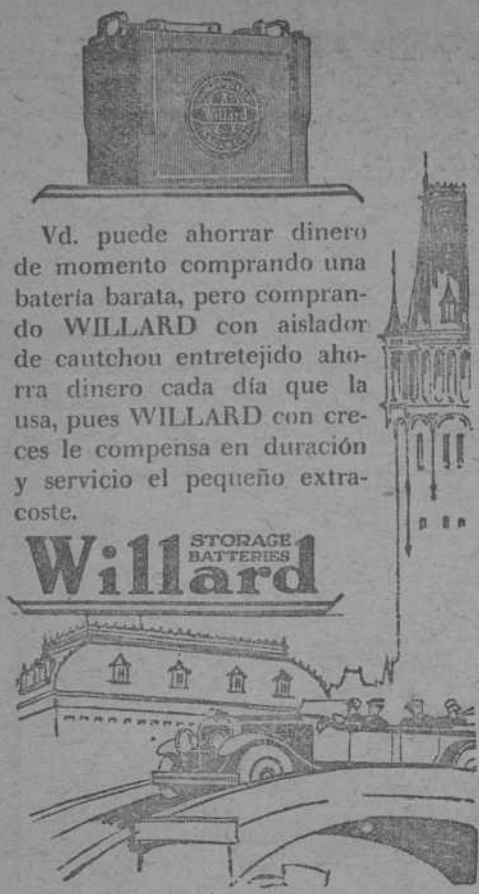 Willard
Vd. puede ahorrar dinero
de momento comprando una
batería barata, pero compran-
do WILLARD con aislador
de cautchou entretejido aho-
rra dinero cada día que la
usa, pues WILLARD con cre-
ces le compensa en duración
y servicio el pequeño extra-
coste.
Willard STORAGE
BATTERIES